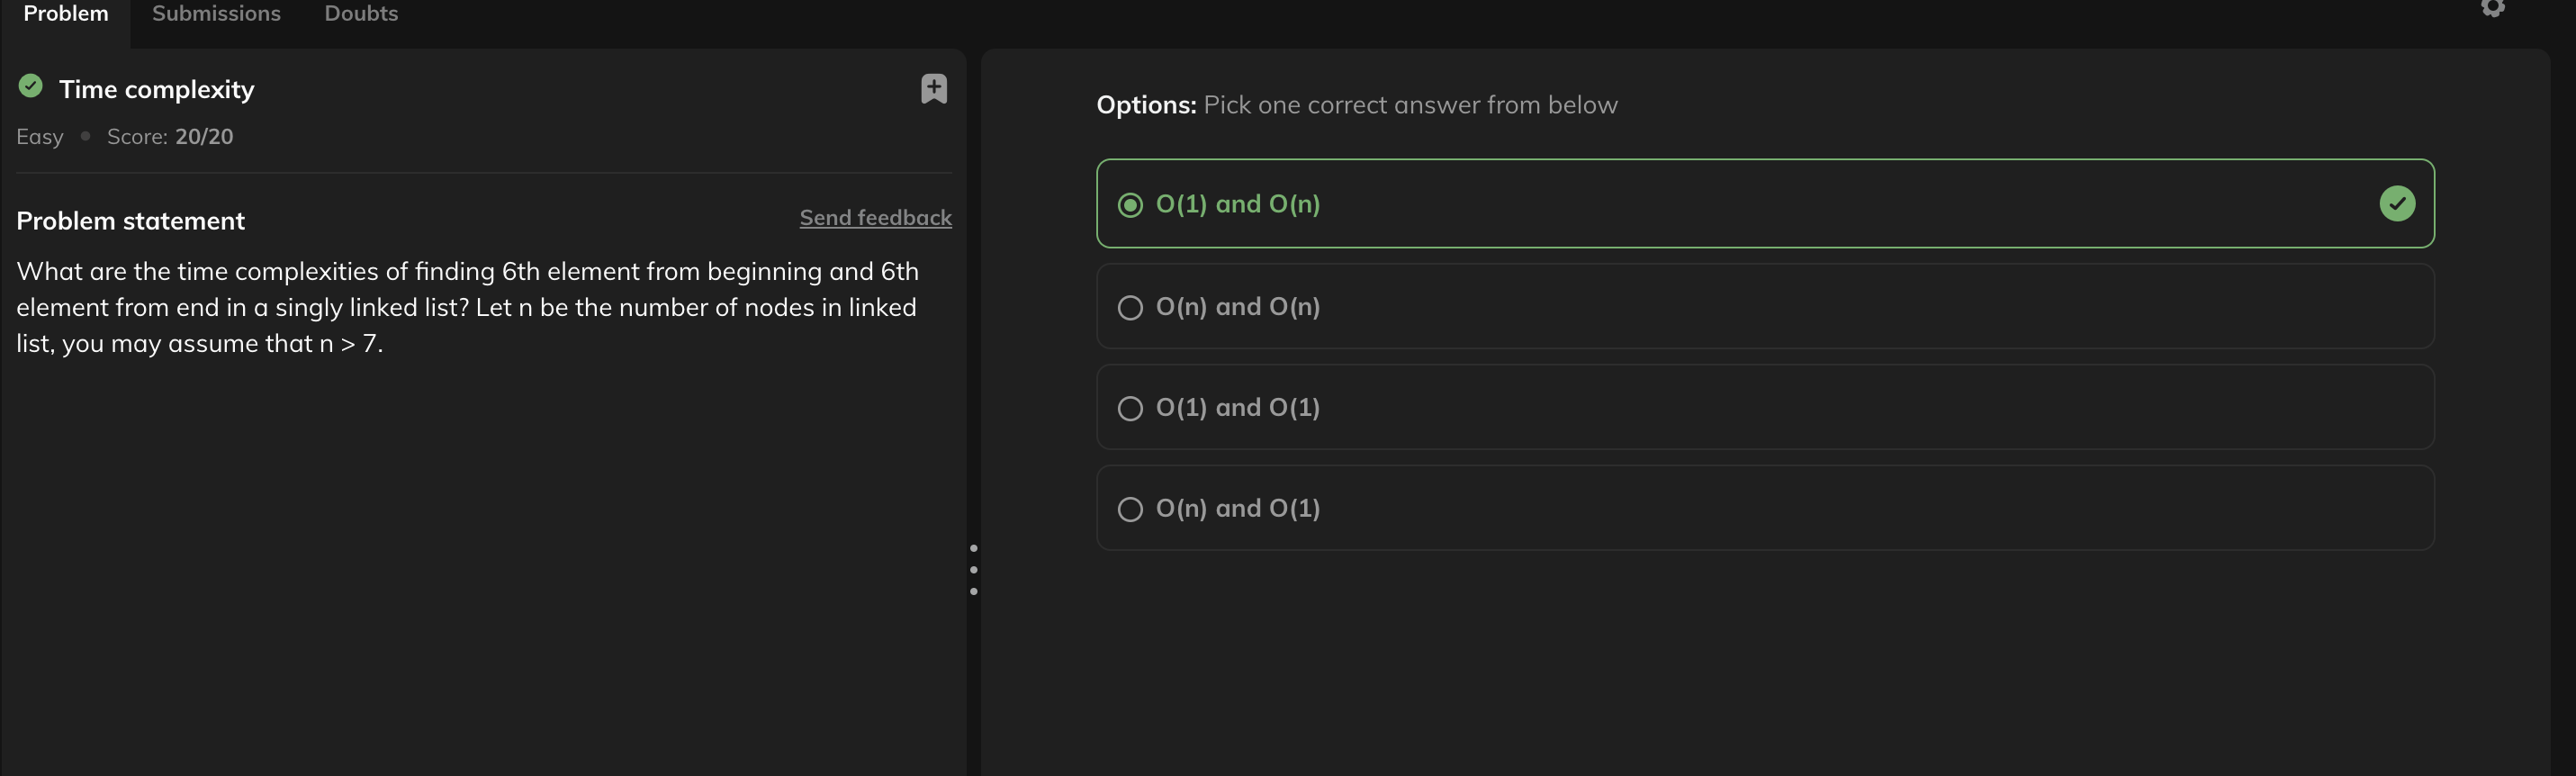 Problem Submissions Doubts
Time complexity
Easy • Score: 20/20
Problem statement
Send feedback
What are the time complexities of finding 6th element from beginning and 6th
element from end in a singly linked list? Let n be the number of nodes in linked
list, you may assume that n > 7.
Options: Pick one correct answer from below
O(1) and O(n)
O(n) and O(n)
O(1) and O(1)
O(n) and O(1)